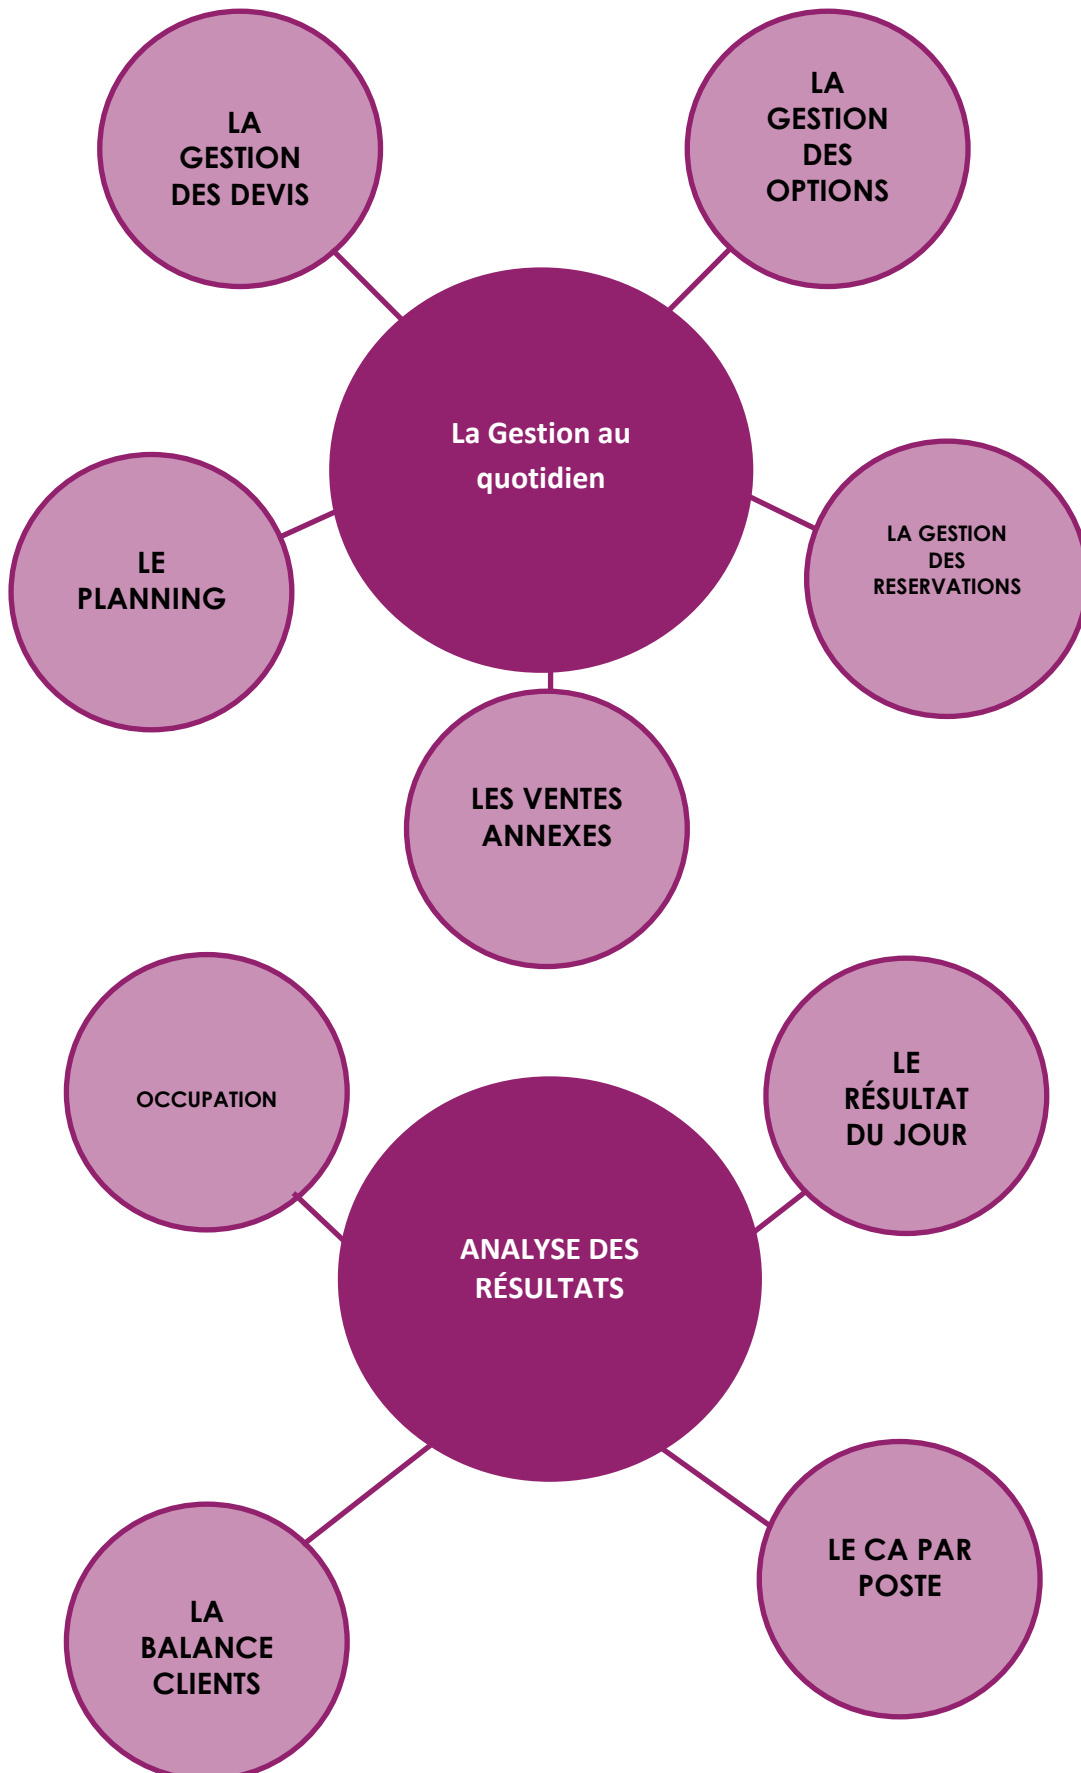 LA
GESTION
DES DEVIS
LA
GESTION
DES
OPTIONS
La Gestion au
quotidien
LE
PLANNING
LA GESTION
DES
RESERVATIONS
LES VENTES
ANNEXES
OCCUPATION
LE
RÉSULTAT
DU JOUR
ANALYSE DES
RÉSULTATS
LA
BALANCE
CLIENTS
LE CA PAR
POSTE